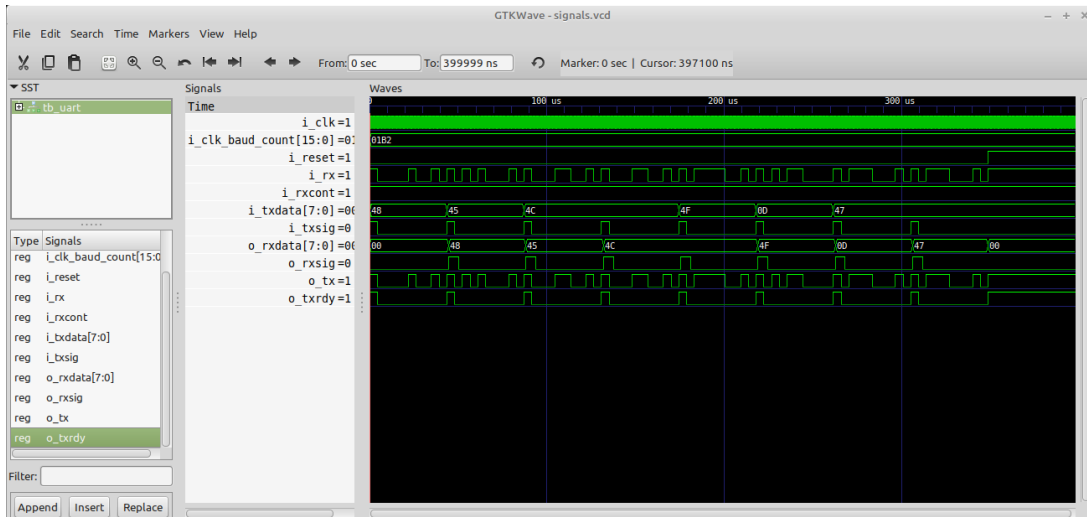 GTKWave - signals.vcd
File Edit Search Time Markers View Help
From: 0 sec To: 399999 ns Marker: 0 sec | Cursor: 397100 ns
SST
tb_uart
Type Signals
reg i_clk_baud_count[15:0
reg i_reset
reg i_rx
reg i_rxcont
reg i_txdata[7:0]
reg i_txsig
reg o_rxdata[7:0]
reg o_rxsig
reg o_tx
reg o_txrdy
Filter:
Append Insert Replace
Signals
Time
i_clk=1
i_clk_baud_count[15:0]=01
i_reset=1
i_rx=1
i_rxcont=1
i_txdata[7:0]=00
i_txsig=0
o_rxdata[7:0]=00
o_rxsig=0
o_tx=1
o_txrdy=1
Waves
0 100 us 200 us 300 us
01B2
48 45 4C 4F 0D 47
00 48 45 4C 4F 0D 47 00